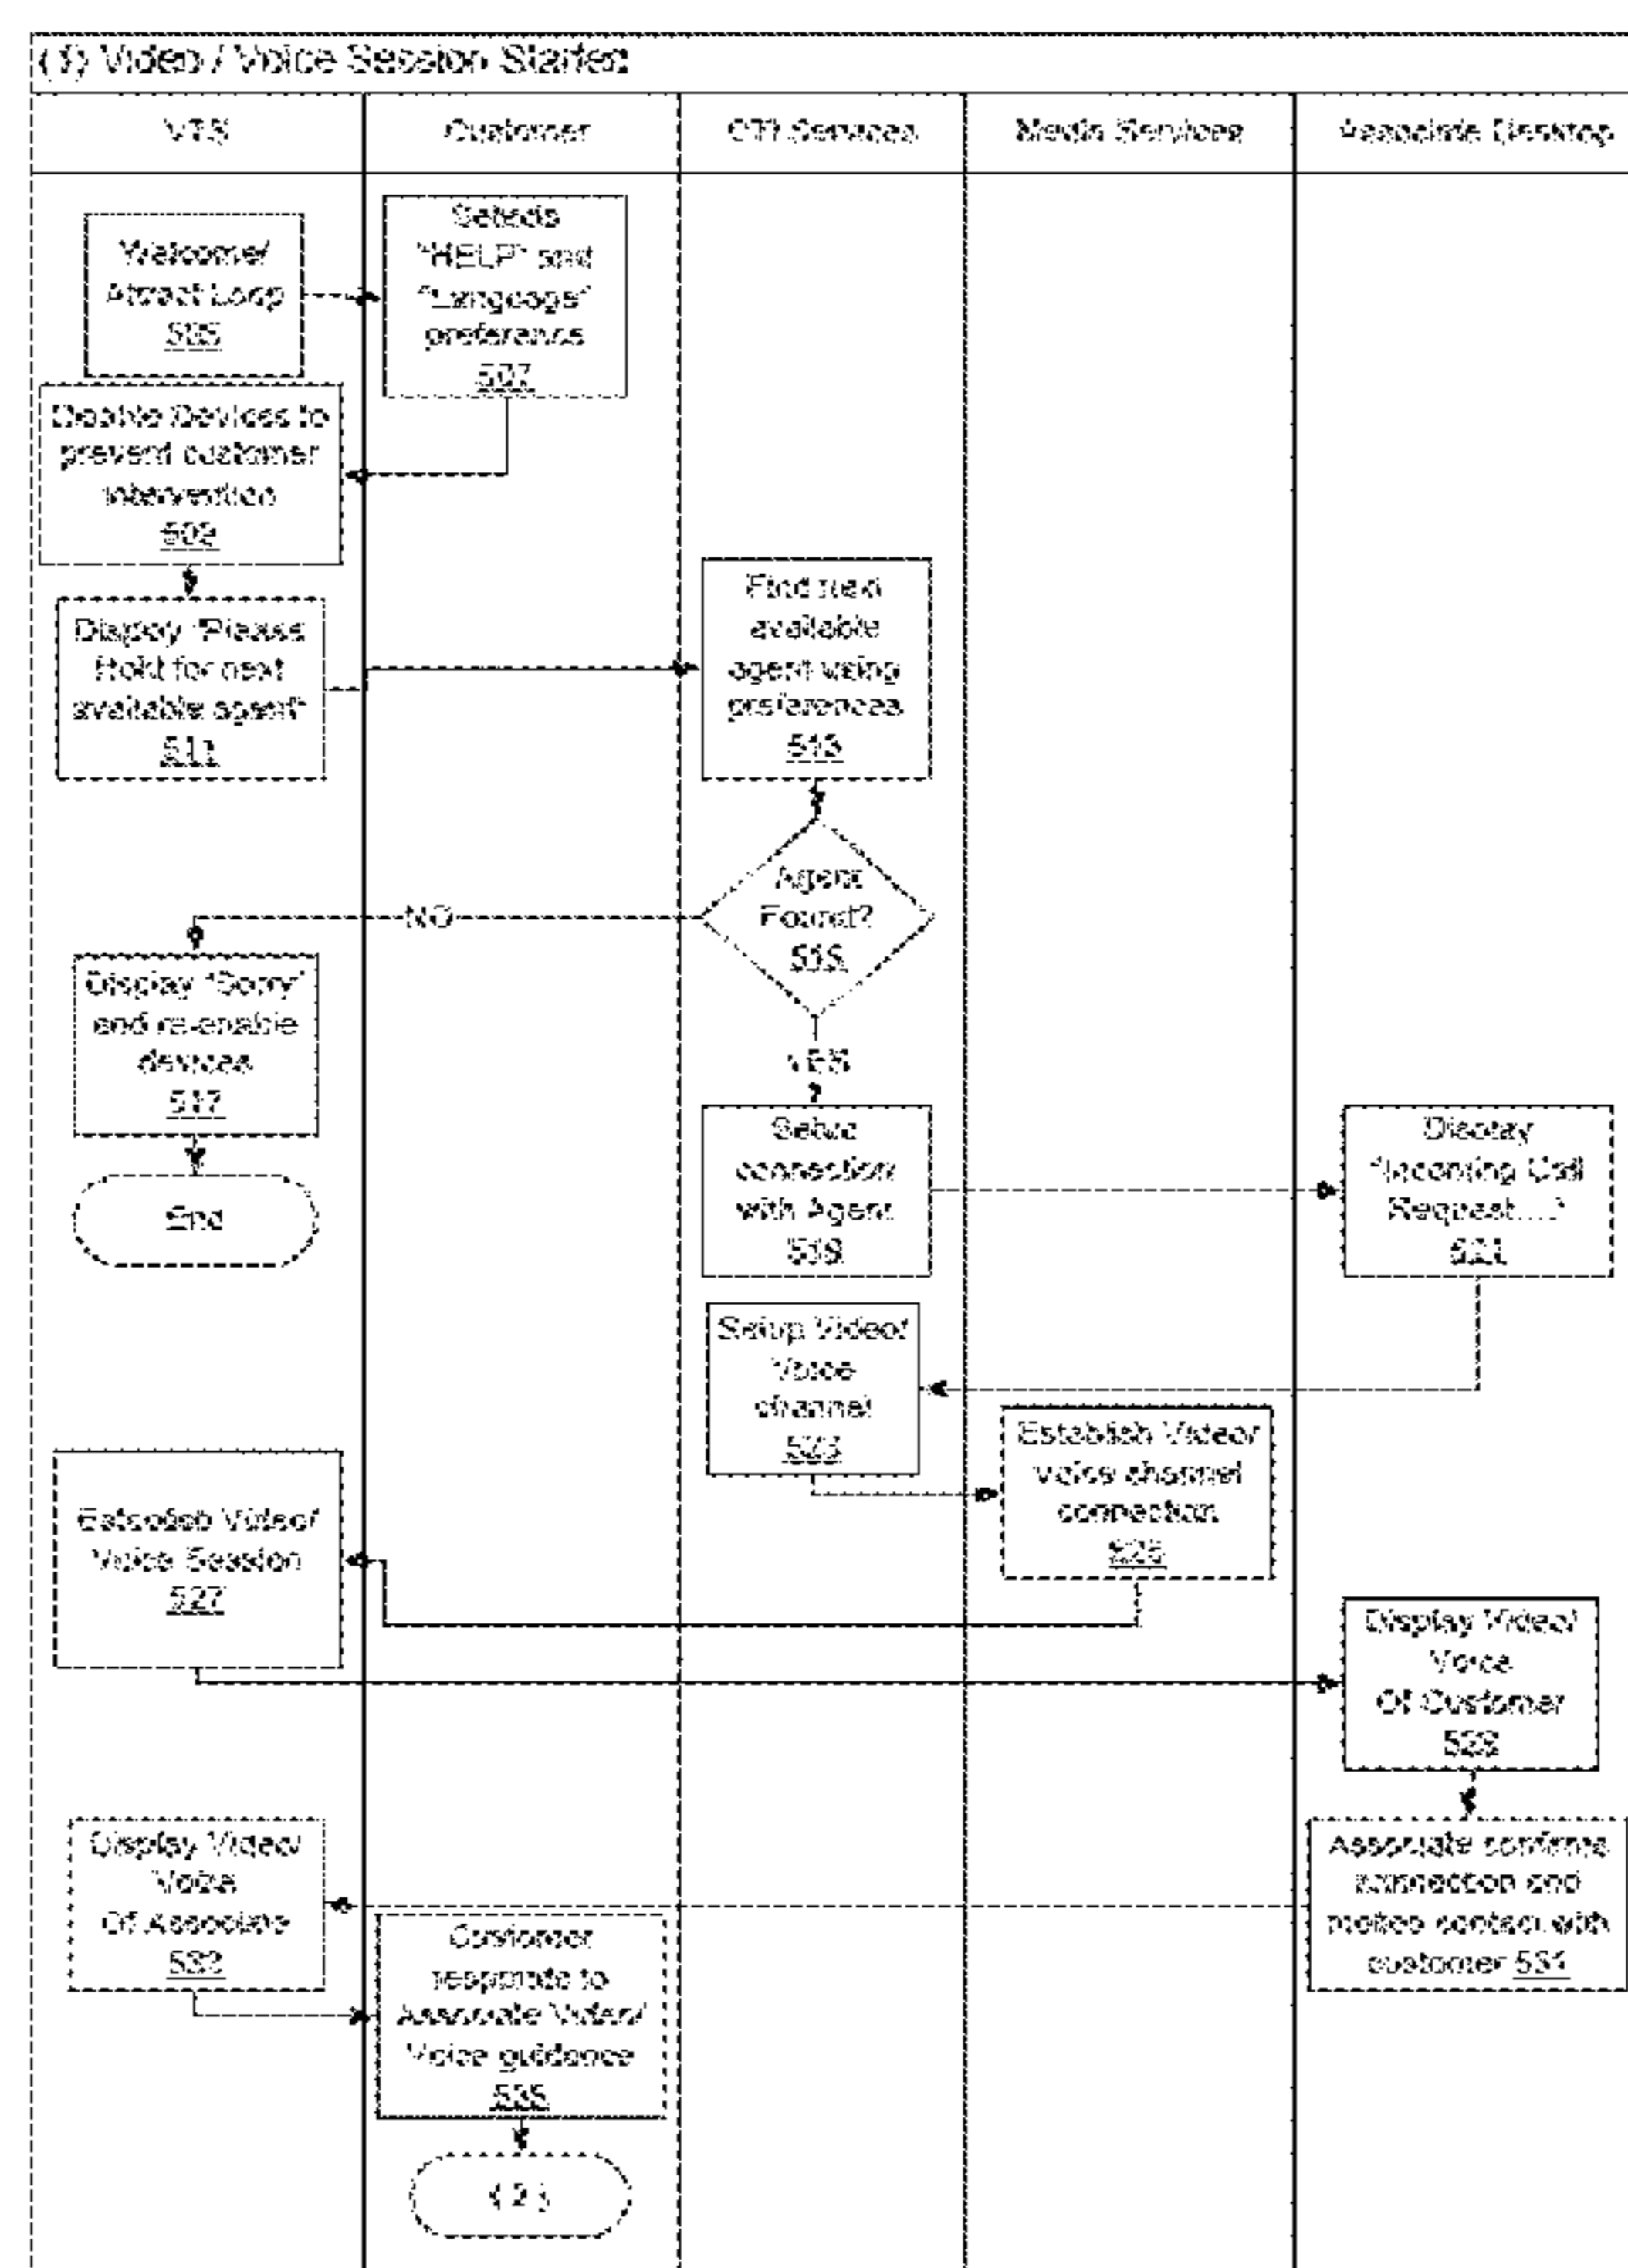 (1) Video / Voice Session Started
VTS
Customer
CTI Services
Media Services
Associate Desktop
Welcome/
Attract Loop
505
Selects
"HELP" and
"Language"
preference
507
Disable Devices to
prevent customer
intervention
509
Display "Please
Hold for next
available agent"
511
Find next
available
agent using
preferences
513
Agent
Found?
515
NO
YES
Display "Sorry"
and re-enable
devices
517
End
Setup
connection
with Agent
519
Display
"Incoming Call
Request...."
521
Setup Video/
Voice
channel
523
Establish Video/
Voice channel
connection
525
Establish Video/
Voice Session
527
Display Video/
Voice
Of Customer
529
Associate confirms
connection and
makes contact with
customer 531
Display Video/
Voice
Of Associate
533
Customer
responds to
Associate Video/
Voice guidance
535
(2)